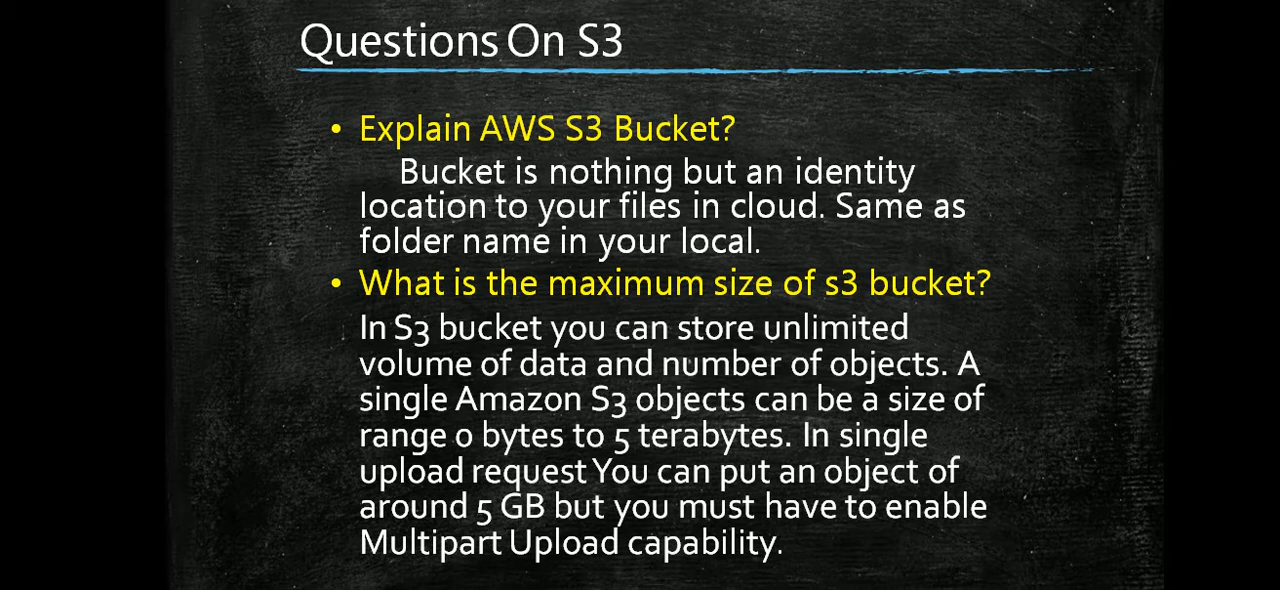 Questions On S3
• Explain AWS S3 Bucket?
Bucket is nothing but an identity
location to your files in cloud. Same as
folder name in your local.
• What is the maximum size of s3 bucket?
In S3 bucket you can store unlimited
volume of data and number of objects. A
single Amazon S3 objects can be a size of
range 0 bytes to 5 terabytes. In single
upload request You can put an object of
around 5 GB but you must have to enable
Multipart Upload capability.